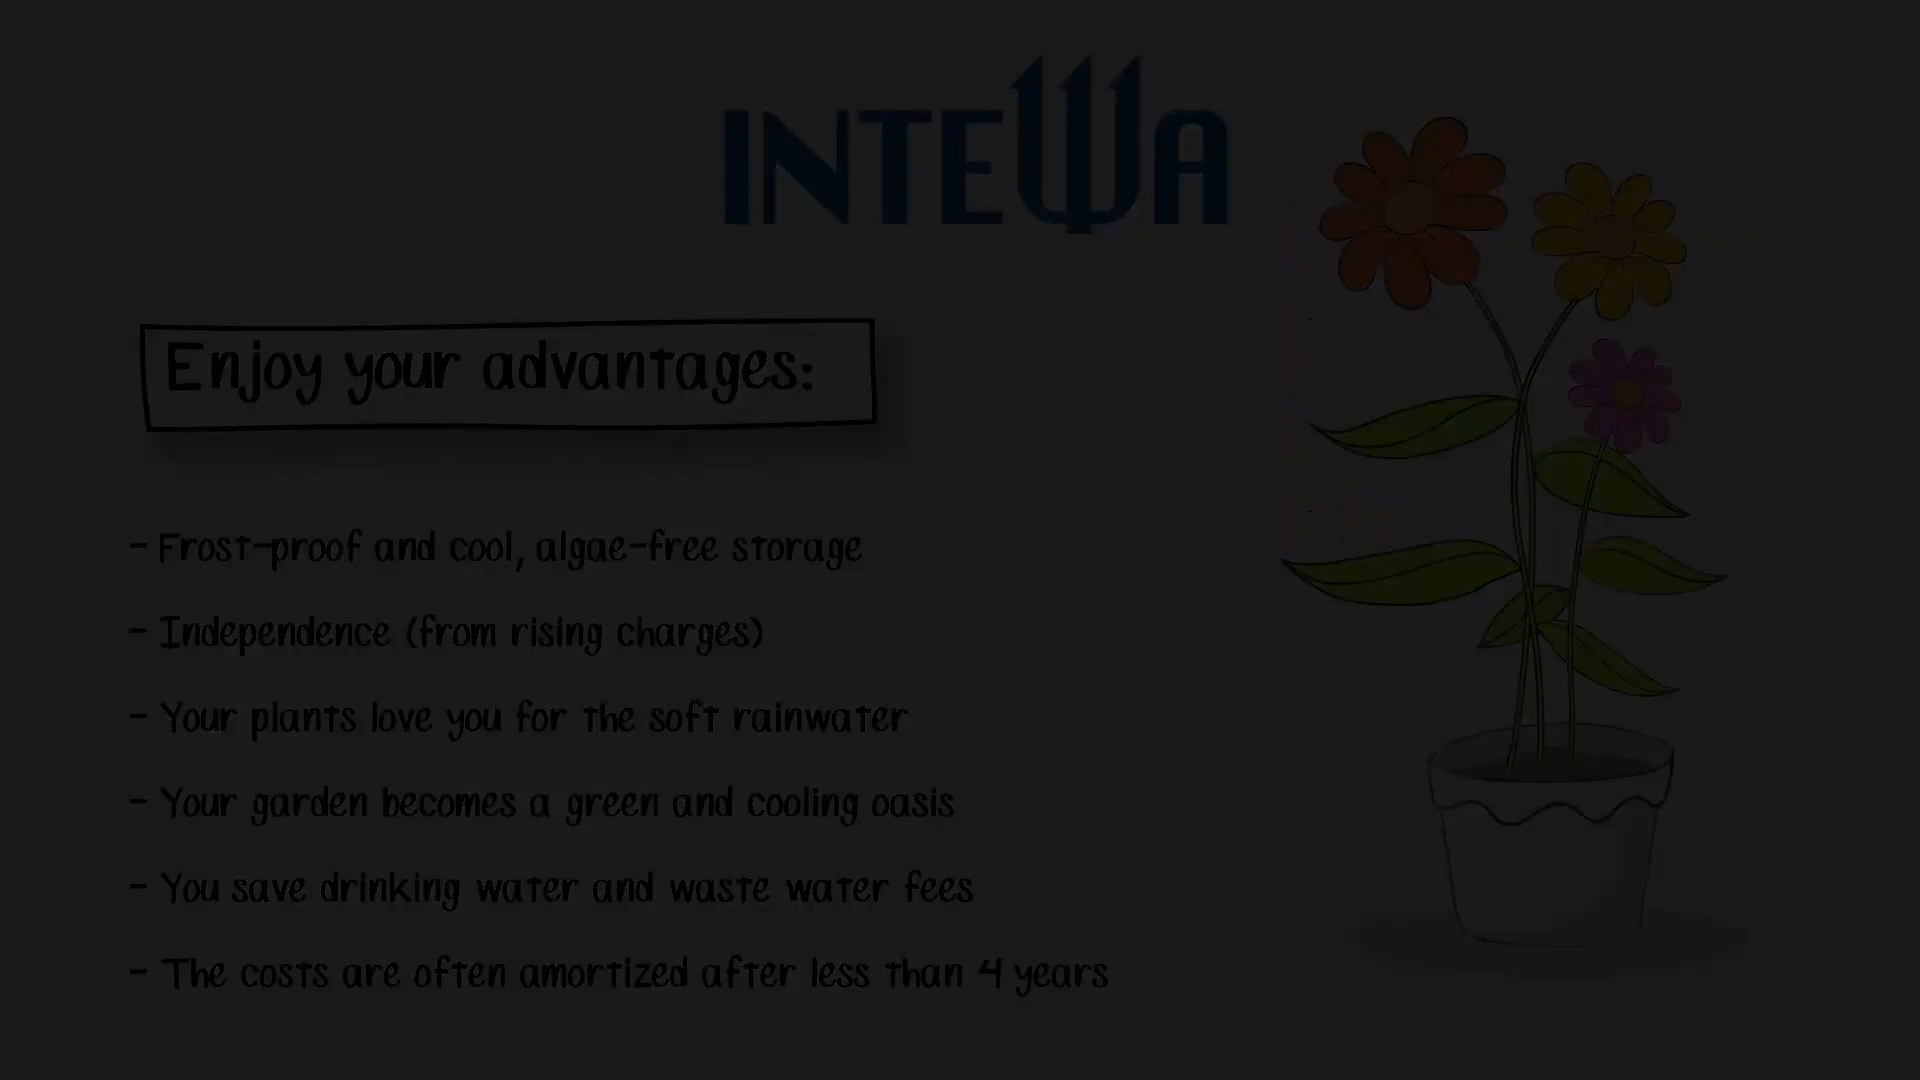 INTEWA
Enjoy your advantages:
- Frost-proof and cool, algae-free storage
- Independence (from rising charges)
- Your plants love you for the soft rainwater
- Your garden becomes a green and cooling oasis
- You save drinking water and waste water fees
- The costs are often amortized after less than 4 years